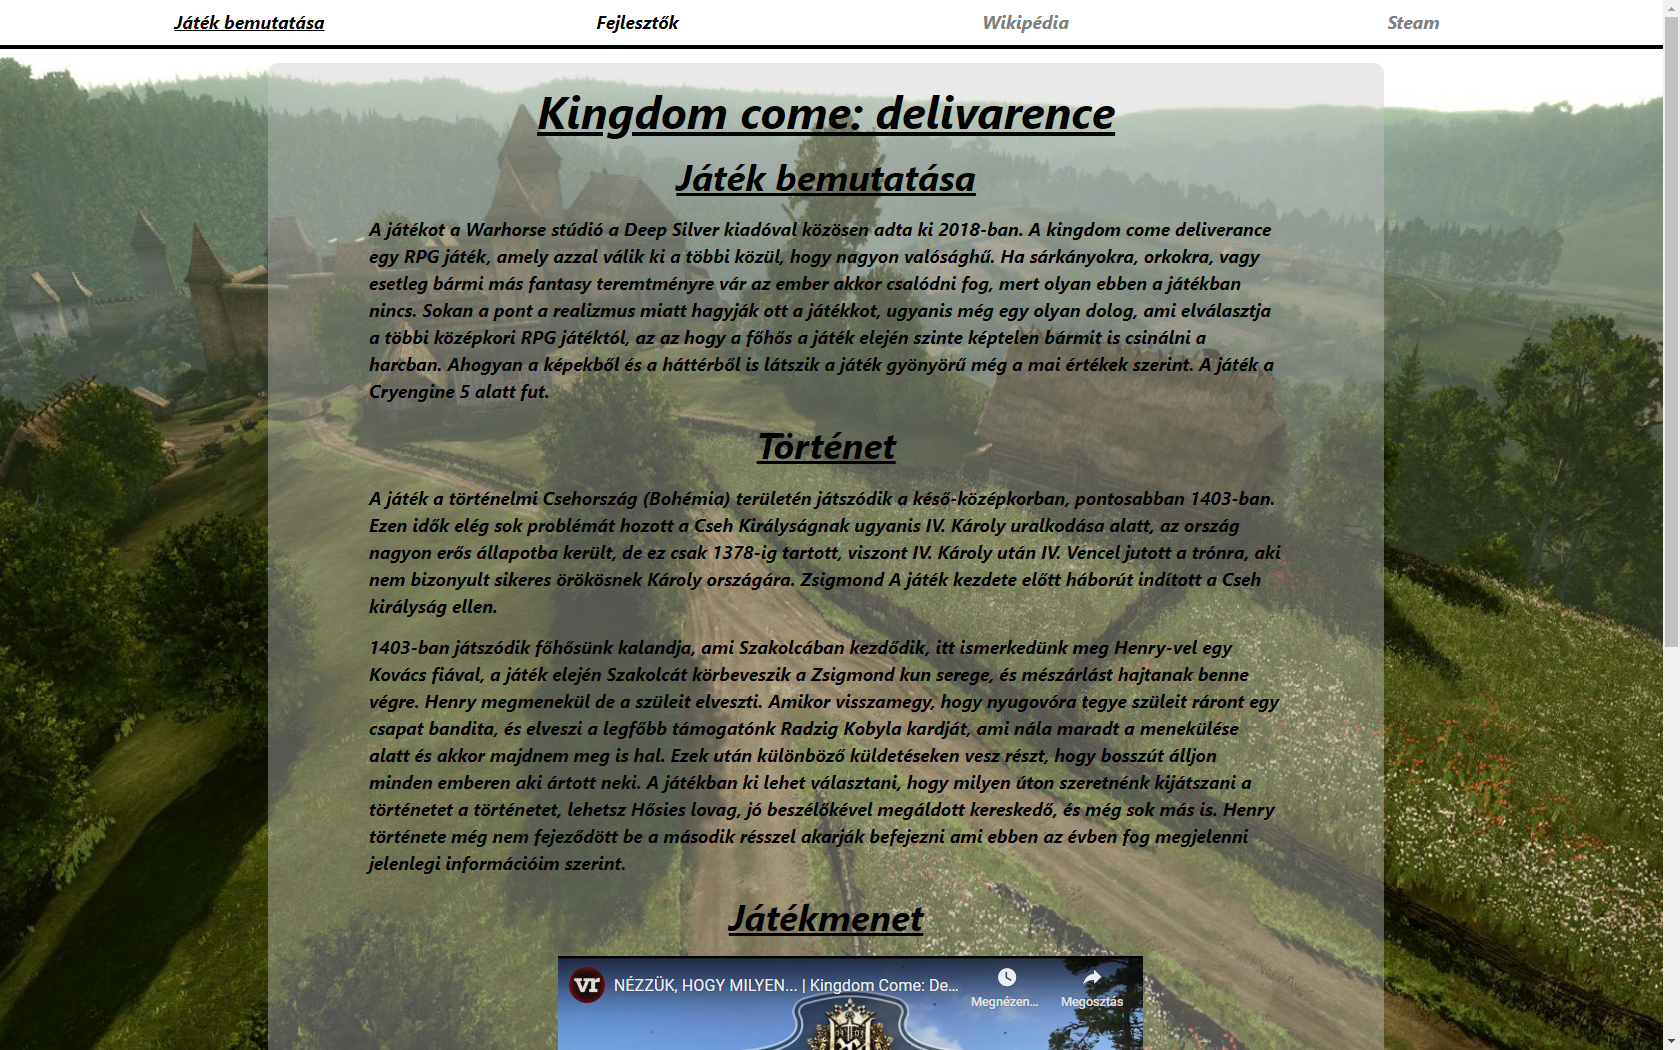 Játék bemutatása
Fejlesztők
Wikipédia
Steam
Kingdom come: delivarence
Játék bemutatása
A játékot a Warhorse stúdió a Deep Silver kiadóval közösen adta ki 2018-ban. A kingdom come deliverance
egy RPG játék, amely azzal válik ki a többi közül, hogy nagyon valósághű. Ha sárkányokra, orkokra, vagy
esetleg bármi más fantasy teremtményre vár az ember akkor csalódni fog, mert olyan ebben a játékban
nincs. Sokan a pont a realizmus miatt hagyják ott a játékkot, ugyanis még egy olyan dolog, ami elválasztja
a többi középkori RPG játéktól, az az hogy a főhős a játék elején szinte képtelen bármit is csinálni a
harcban. Ahogyan a képekből és a háttérből is látszik a játék gyönyörű még a mai értékek szerint. A játék a
Cryengine 5 alatt fut.
Történet
A játék a történelmi Csehország (Bohémia) területén játszódik a késő-középkorban, pontosabban 1403-ban.
Ezen idők elég sok problémát hozott a Cseh Királyságnak ugyanis IV. Károly uralkodása alatt, az ország
nagyon erős állapotba került, de ez csak 1378-ig tartott, viszont IV. Károly után IV. Vencel jutott a trónra, aki
nem bizonyult sikeres örökösnek Károly országára. Zsigmond A játék kezdete előtt háborút indított a Cseh
királyság ellen.
1403-ban játszódik főhősünk kalandja, ami Szakolcában kezdődik, itt ismerkedünk meg Henry-vel egy
Kovács fiával, a játék elején Szakolcát körbeveszik a Zsigmond kun serege, és mészárlást hajtanak benne
végre. Henry megmenekül de a szüleit elveszti. Amikor visszamegy, hogy nyugovóra tegye szüleit ráront egy
csapat bandita, és elveszi a legfőbb támogatónk Radzig Kobyla kardját, ami nála maradt a menekülése
alatt és akkor majdnem meg is hal. Ezek után különböző küldetéseken vesz részt, hogy bosszút álljon
minden emberen aki ártott neki. A játékban ki lehet választani, hogy milyen úton szeretnénk kijátszani a
történetet a történetet, lehetsz Hősies lovag, jó beszélőkével megáldott kereskedő, és még sok más is. Henry
története még nem fejeződött be a második résszel akarják befejezni ami ebben az évben fog megjelenni
jelenlegi információim szerint.
Játékmenet
vr
NÉZZÜK, HOGY MILYEN... | Kingdom Come: De...
Megnézen...
Megosztás